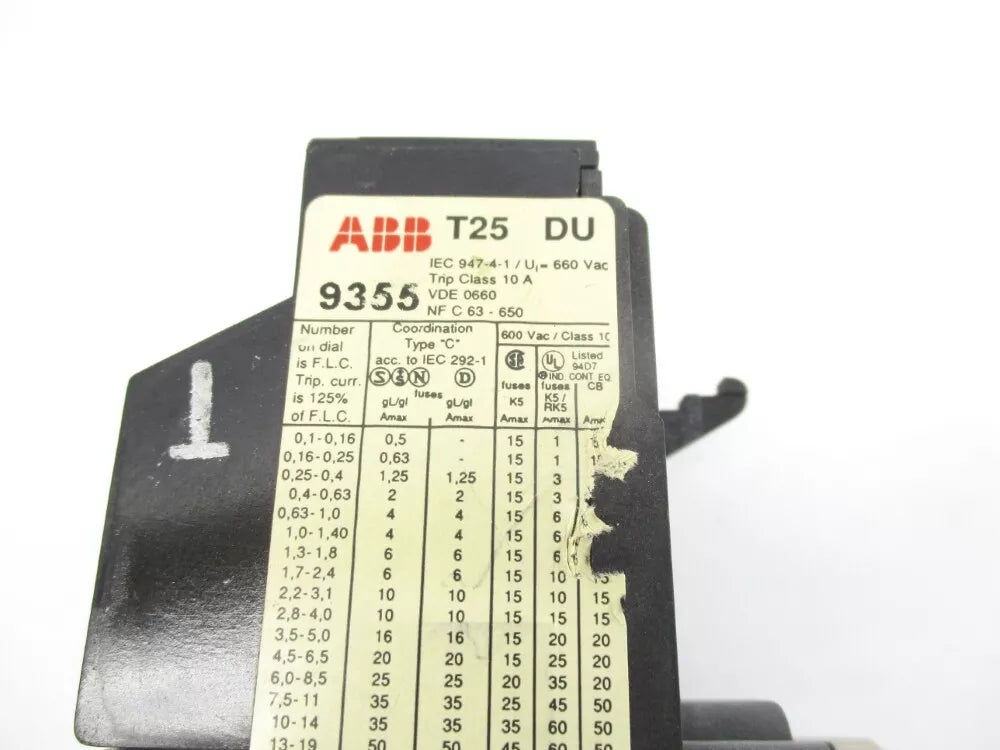 ABB T25 DU
IEC 947-4-1 / Ui= 660 Vac
Trip Class 10 A
9355 VDE 0660
NF C 63 - 650
Number
on dial
is F.L.C.
Trip. curr.
is 125%
of F.L.C.
Coordination
Type "C"
acc. to IEC 292-1
S N D
fuses
gL/gl gL/gl
Amax Amax
600 Vac / Class 10
fuses
K5
Amax
UL Listed
94D7
IND. CONT. EQ.
fuses
K5 /
RK5
Amax
CB
0,1-0,16 0,5 - 15 1
0,16-0,25 0,63 - 15 1
0,25-0,4 1,25 1,25 15 3
0,4-0,63 2 2 15 3
0,63-1,0 4 4 15 6
1,0-1,40 4 4 15 6
1,3-1,8 6 6 15 6
1,7-2,4 6 6 15 10 15
2,2-3,1 10 10 15 10 15
2,8-4,0 10 10 15 15 15
3,5-5,0 16 16 15 20 20
4,5-6,5 20 20 15 25 20
6,0-8,5 25 25 20 35 20
7,5-11 35 35 25 45 50
10-14 35 35 35 60 50
13-19 50 50 45 60 50